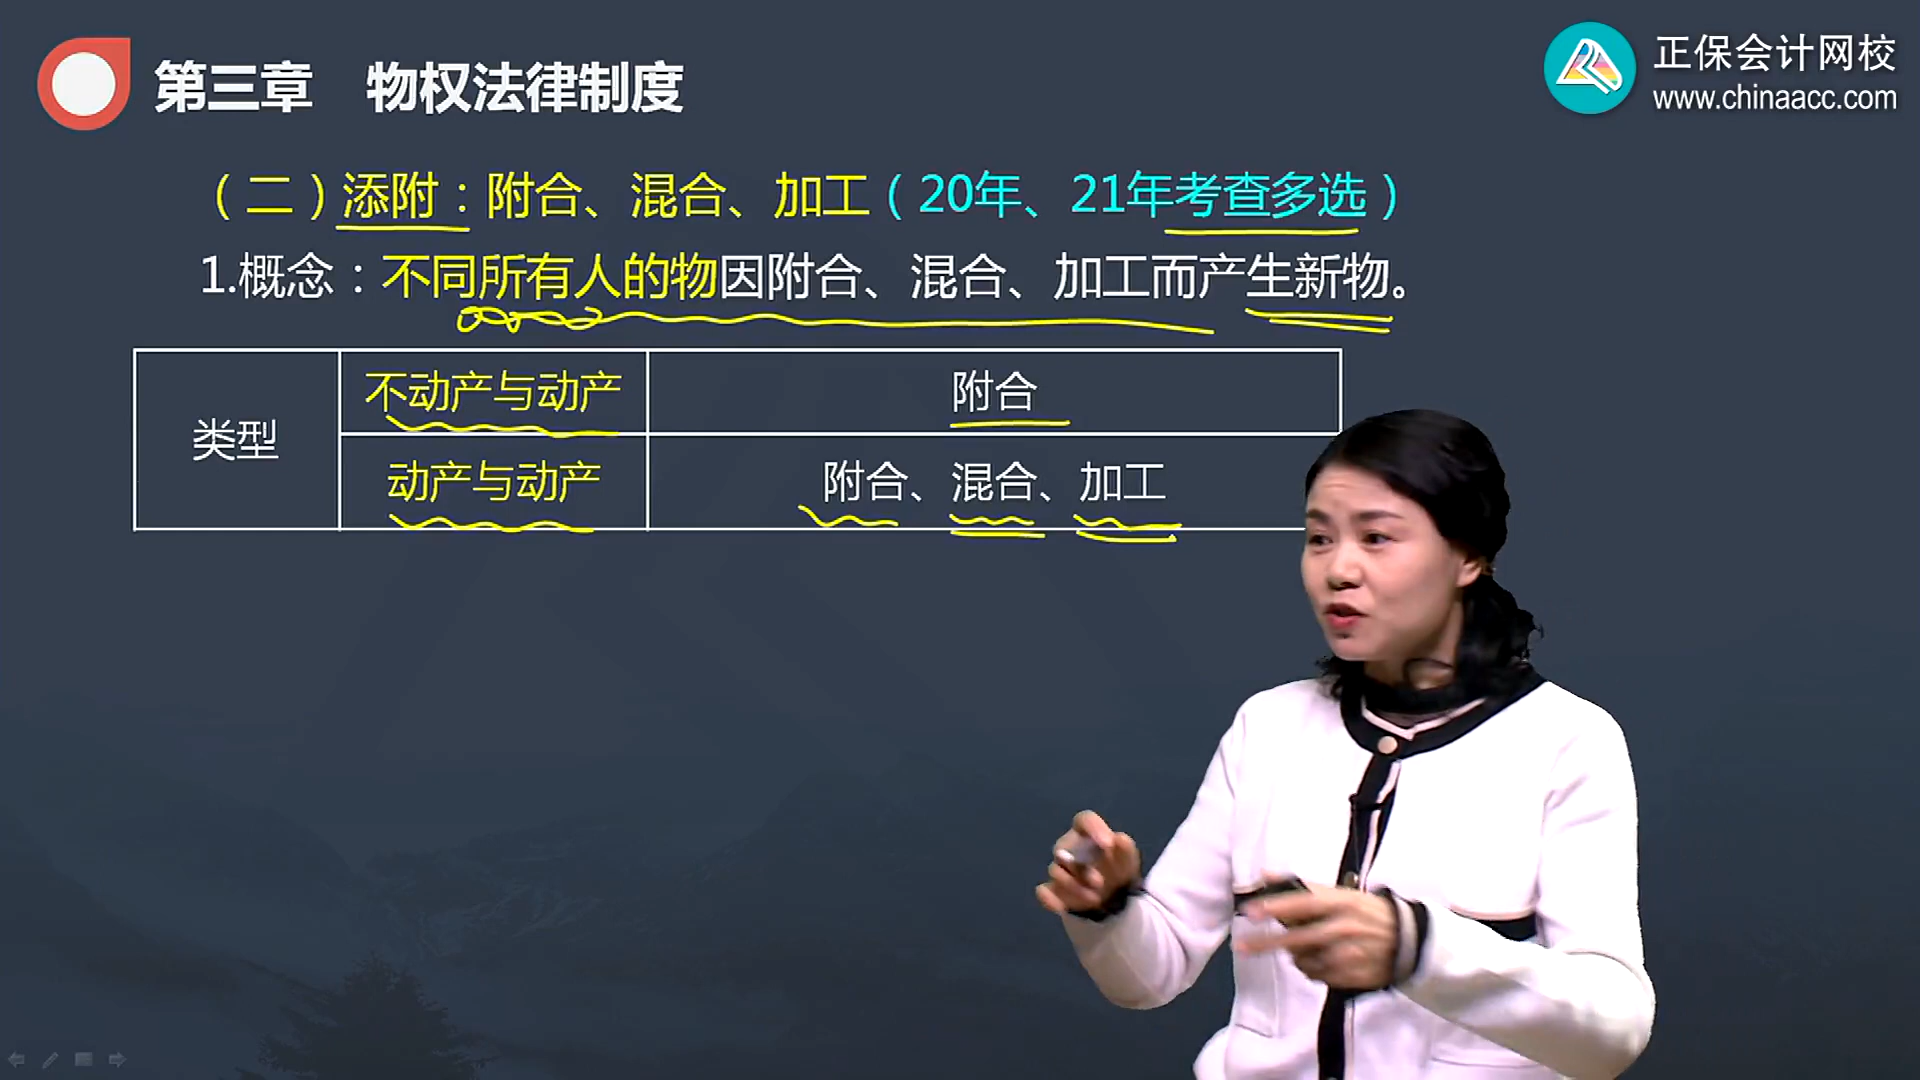 第三章 物权法律制度
正保会计网校
www.chinaacc.com
（二）添附：附合、混合、加工（20年、21年考查多选）
1.概念：不同所有人的物因附合、混合、加工而产生新物。
类型
不动产与动产
附合
动产与动产
附合、混合、加工